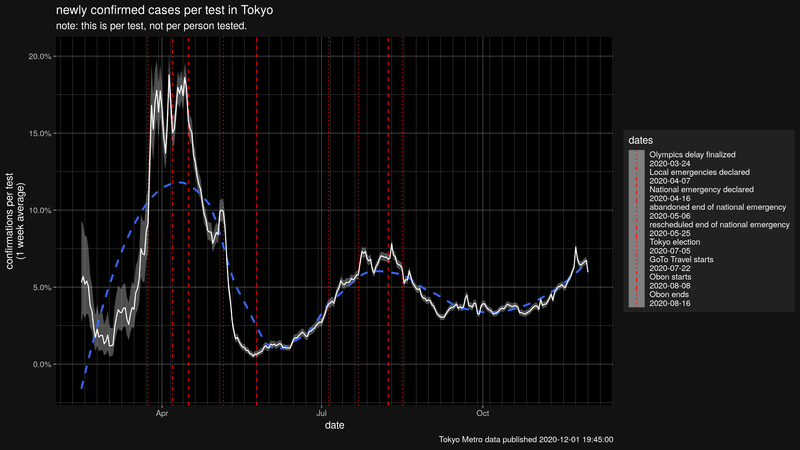 newly confirmed cases per test in Tokyo
note: this is per test, not per person tested.
20.0%
15.0%
10.0%
5.0%
0.0%
confirmations per test
(1 week average)
Apr
Jul
Oct
date
dates
Olympics delay finalized
2020-03-24
Local emergencies declared
2020-04-07
National emergency declared
2020-04-16
abandoned end of national emergency
2020-05-06
rescheduled end of national emergency
2020-05-25
Tokyo election
2020-07-05
GoTo Travel starts
2020-07-22
Obon starts
2020-08-08
Obon ends
2020-08-16
Tokyo Metro data published 2020-12-01 19:45:00